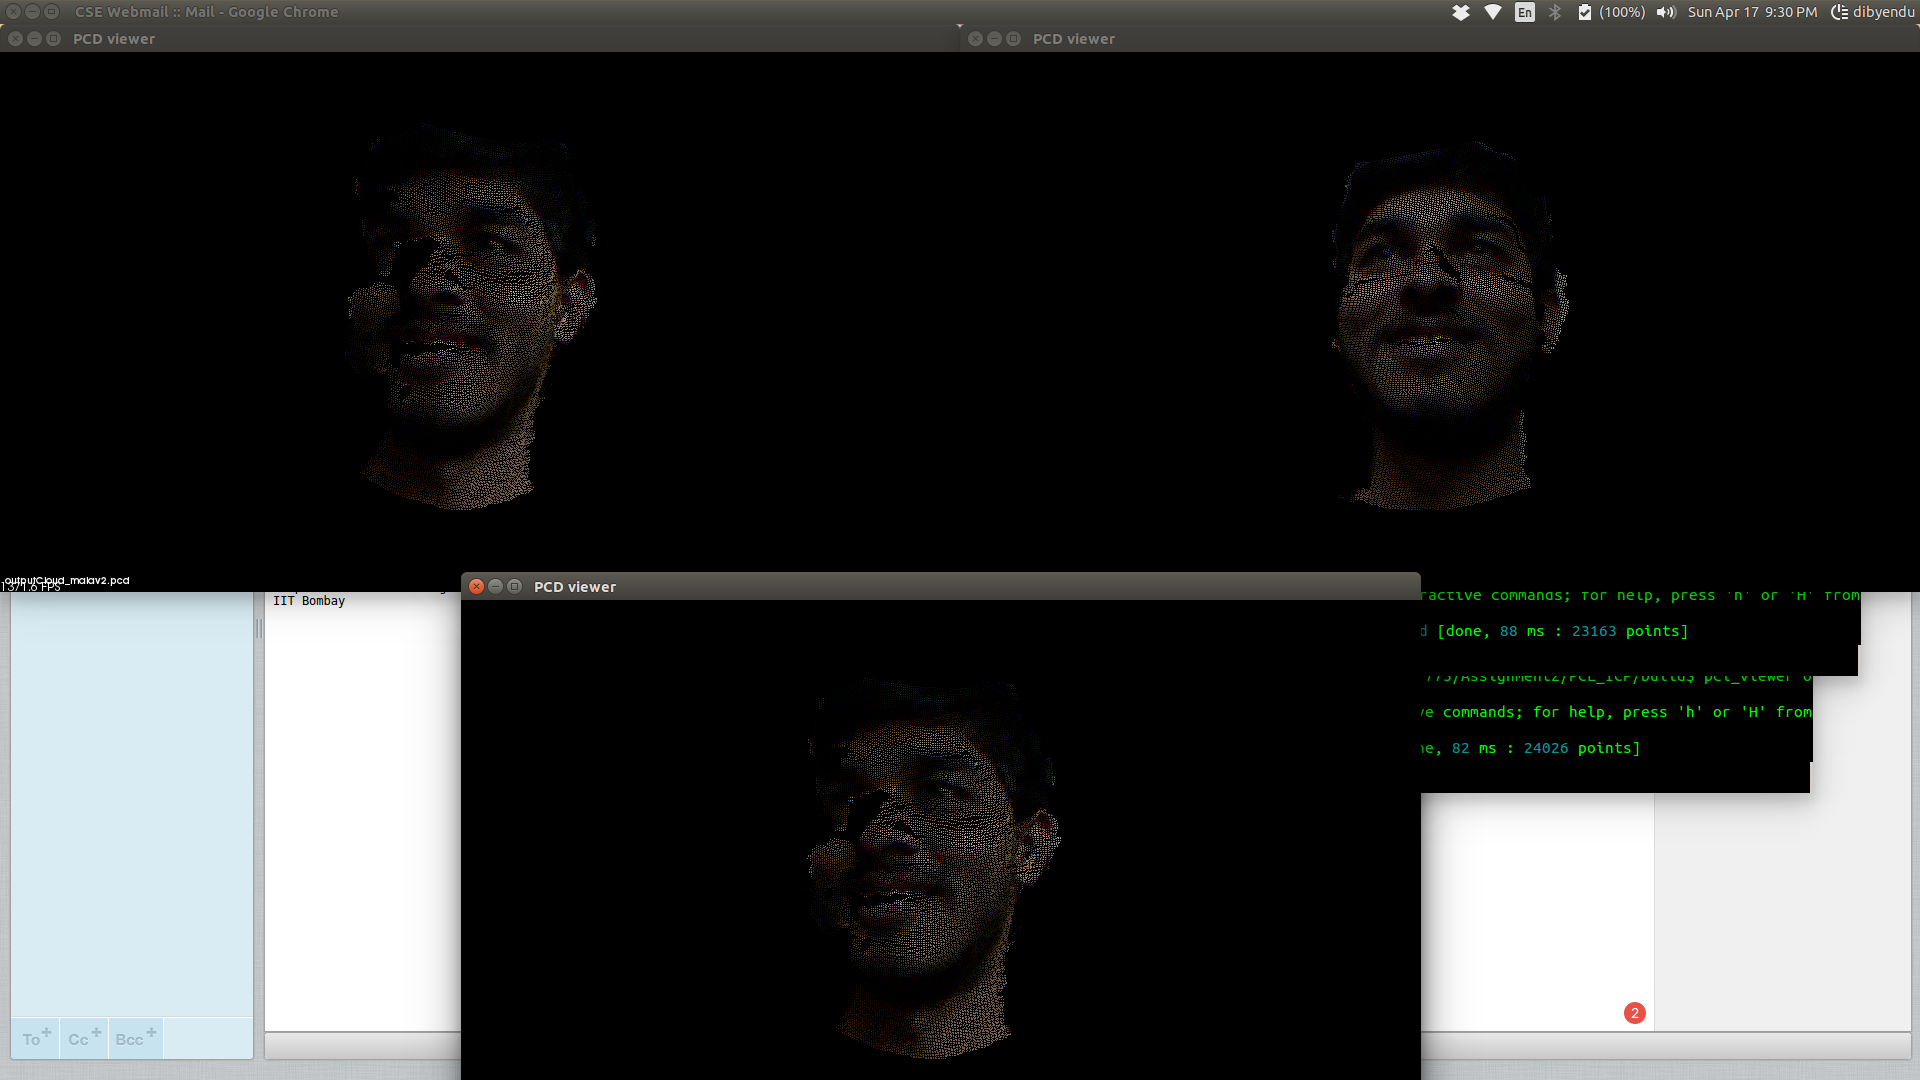 CSE Webmail :: Mail - Google Chrome
En (100%) Sun Apr 17 9:30 PM dibyendu
PCD viewer
PCD viewer
outputCloud_malav2.pcd
1371.6 FPS
IIT Bombay
PCD viewer
ractive commands; for help, press 'h' or 'H' from
d [done, 88 ms : 23163 points]
775/Assignment2/PCL_ICP/build$ pcl_viewer o
ve commands; for help, press 'h' or 'H' from
ne, 82 ms : 24026 points]
2
To+ Cc+ Bcc+